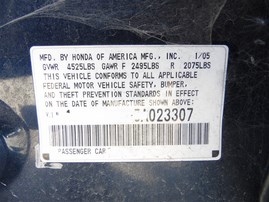 MFD. BY HONDA OF AMERICA MFG., INC. 1/05
GVWR 4525LBS GAWR F 2495LBS R 2075LBS
THIS VEHICLE CONFORMS TO ALL APPLICABLE
FEDERAL MOTOR VEHICLE SAFETY, BUMPER,
AND THEFT PREVENTION STANDARDS IN EFFECT
ON THE DATE OF MANUFACTURE SHOWN ABOVE.
A023307
PASSENGER CAR